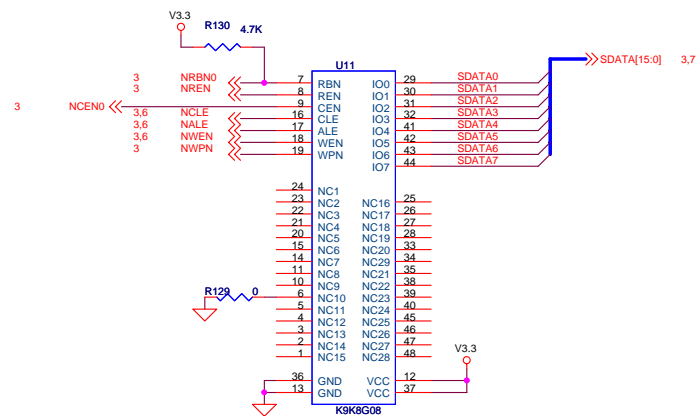 V3.3
R130 4.7K
U11
3 NRBN0 7 RBN IO0 29 SDATA0 SDATA[15:0] 3,7
3 NREN 8 REN IO1 30 SDATA1
3 NCEN0 9 CEN IO2 31 SDATA2
3,6 NCLE 16 CLE IO3 32 SDATA3
3,6 NALE 17 ALE IO4 41 SDATA4
3,6 NWEN 18 WEN IO5 42 SDATA5
3 NWPN 19 WPN IO6 43 SDATA6
IO7 44 SDATA7
24 NC1
23 NC2 NC16 25
22 NC3 NC17 26
21 NC4 NC18 27
20 NC5 NC19 28
15 NC6 NC20 33
14 NC7 NC29 34
11 NC8 NC21 35
10 NC9 NC22 38
R129 0 6 NC10 NC23 39
5 NC11 NC24 40
4 NC12 NC25 45
3 NC13 NC26 46
2 NC14 NC27 47
1 NC15 NC28 48
V3.3
36 GND VCC 12
13 GND VCC 37
K9K8G08